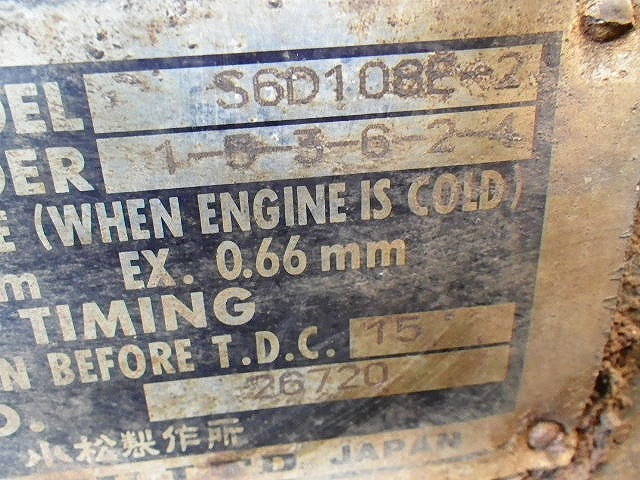 DEL S6D108E-2
DER 1-5-3-6-2-4
E (WHEN ENGINE IS COLD)
m EX. 0.66 mm
TIMING
N BEFORE T.D.C. 15
O. 26720
小松製作所
LTD JAPAN